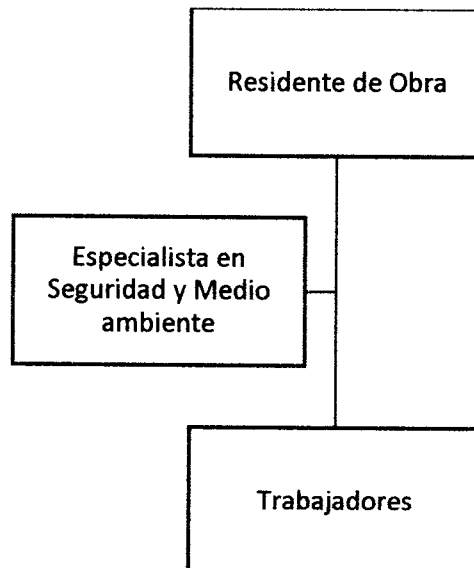 Residente de Obra
Especialista en
Seguridad y Medio
ambiente
Trabajadores